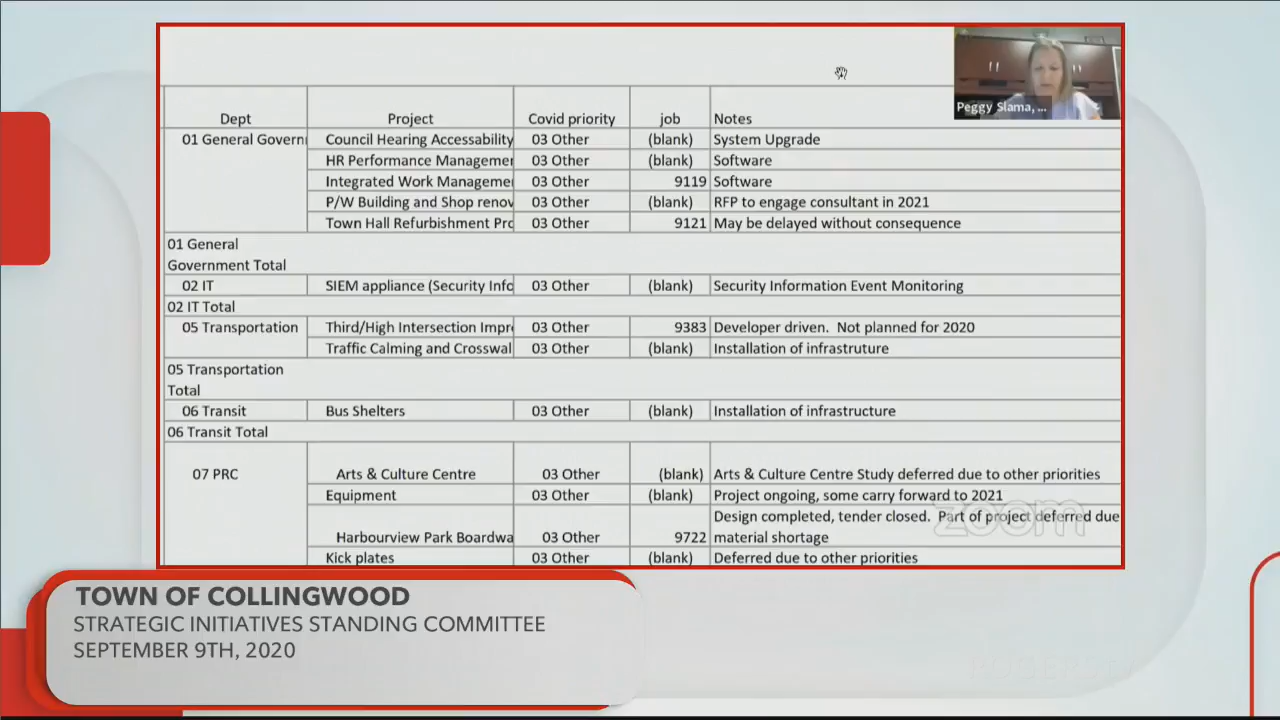 Peggy Slama, ...
Dept Project Covid priority job Notes
01 General Govern Council Hearing Accessability 03 Other (blank) System Upgrade
HR Performance Managemer 03 Other (blank) Software
Integrated Work Manageme 03 Other 9119 Software
P/W Building and Shop renov 03 Other (blank) RFP to engage consultant in 2021
Town Hall Refurbishment Pro 03 Other 9121 May be delayed without consequence
01 General
Government Total
02 IT SIEM appliance (Security Info 03 Other (blank) Security Information Event Monitoring
02 IT Total
05 Transportation Third/High Intersection Impr 03 Other 9383 Developer driven. Not planned for 2020
Traffic Calming and Crosswal 03 Other (blank) Installation of infrastruture
05 Transportation
Total
06 Transit Bus Shelters 03 Other (blank) Installation of infrastructure
06 Transit Total
07 PRC Arts & Culture Centre 03 Other (blank) Arts & Culture Centre Study deferred due to other priorities
Equipment 03 Other (blank) Project ongoing, some carry forward to 2021
Design completed, tender closed. Part of project deferred due
Harbourview Park Boardwa 03 Other 9722 material shortage
zoom
Kick plates 03 Other (blank) Deferred due to other priorities
TOWN OF COLLINGWOOD
STRATEGIC INITIATIVES STANDING COMMITTEE
SEPTEMBER 9TH, 2020